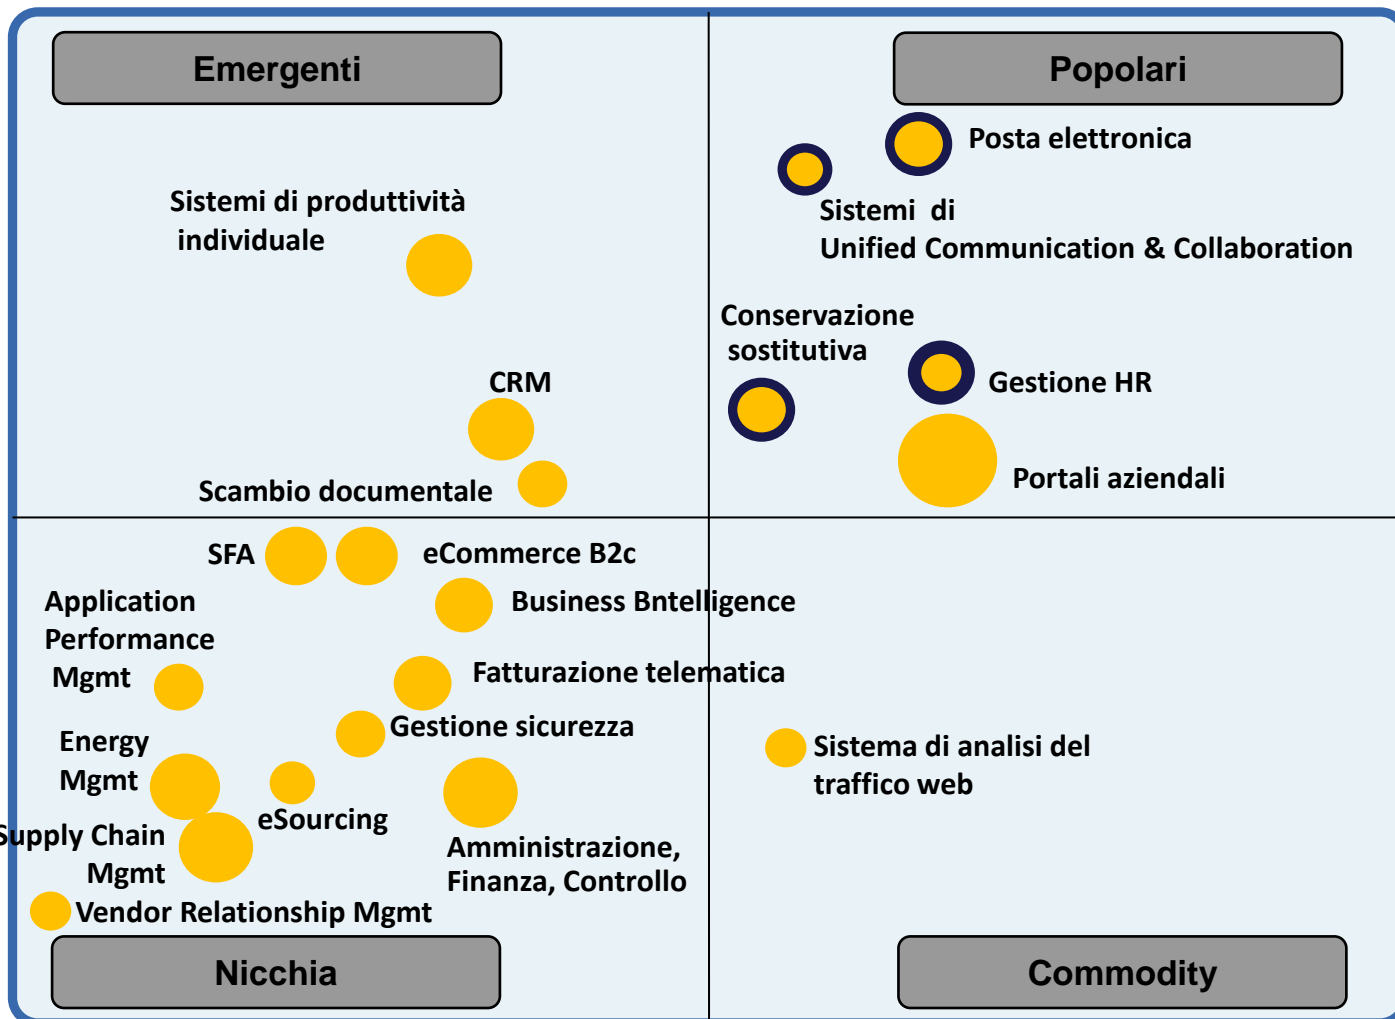 Emergenti
Popolari
Posta elettronica
Sistemi di produttività
individuale
Sistemi di
Unified Communication & Collaboration
Conservazione
sostitutiva
CRM
Gestione HR
Scambio documentale
Portali aziendali
SFA
eCommerce B2c
Application
Performance
Mgmt
Business Bntelligence
Fatturazione telematica
Gestione sicurezza
Energy
Mgmt
Sistema di analisi del
traffico web
eSourcing
Supply Chain
Mgmt
Amministrazione,
Finanza, Controllo
Vendor Relationship Mgmt
Nicchia
Commodity